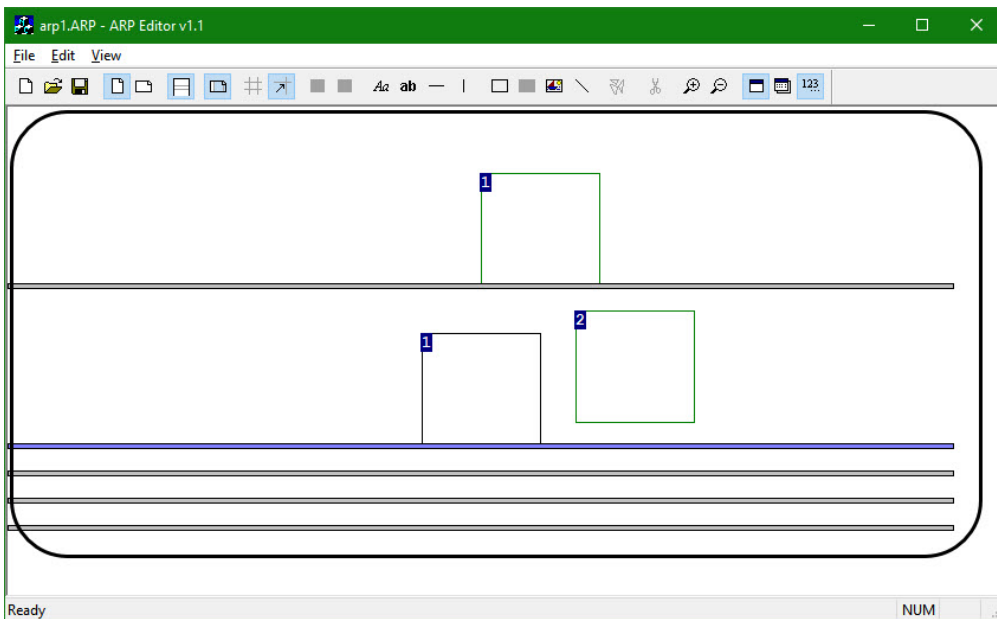 arp1.ARP - ARP Editor v1.1
File Edit View
Aa ab 123
1
2
1
Ready NUM